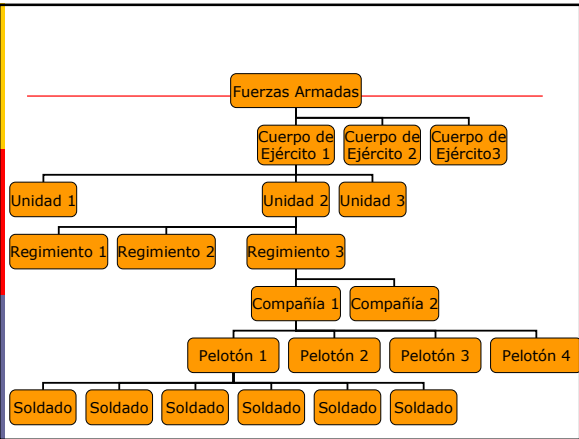 Fuerzas Armadas
Cuerpo de
Ejército 1
Cuerpo de
Ejército 2
Cuerpo de
Ejército3
Unidad 1
Unidad 2
Unidad 3
Regimiento 1
Regimiento 2
Regimiento 3
Compañía 1
Compañía 2
Pelotón 1
Pelotón 2
Pelotón 3
Pelotón 4
Soldado
Soldado
Soldado
Soldado
Soldado
Soldado